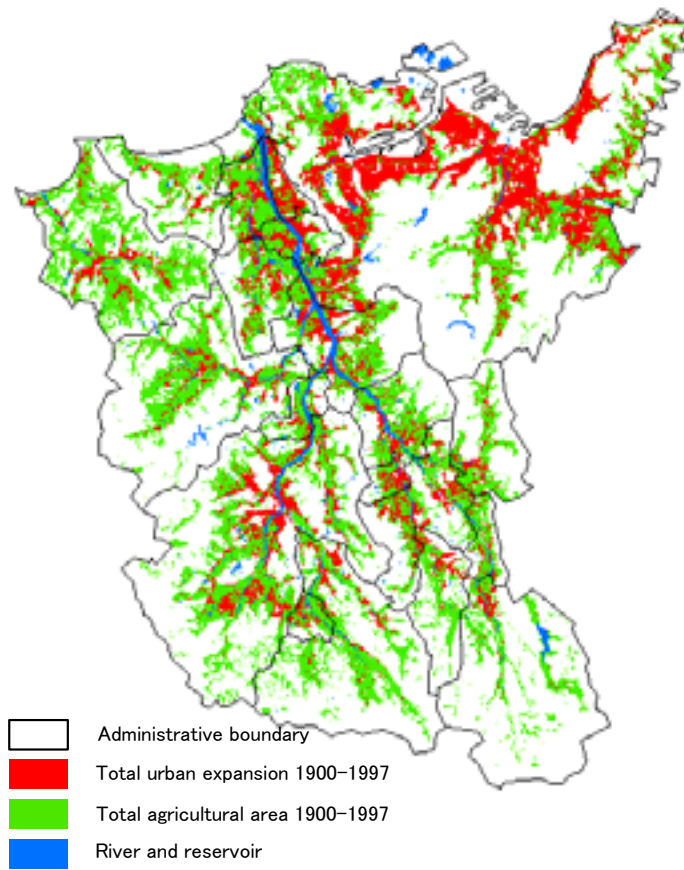 Administrative boundary
Total urban expansion 1900-1997
Total agricultural area 1900-1997
River and reservoir